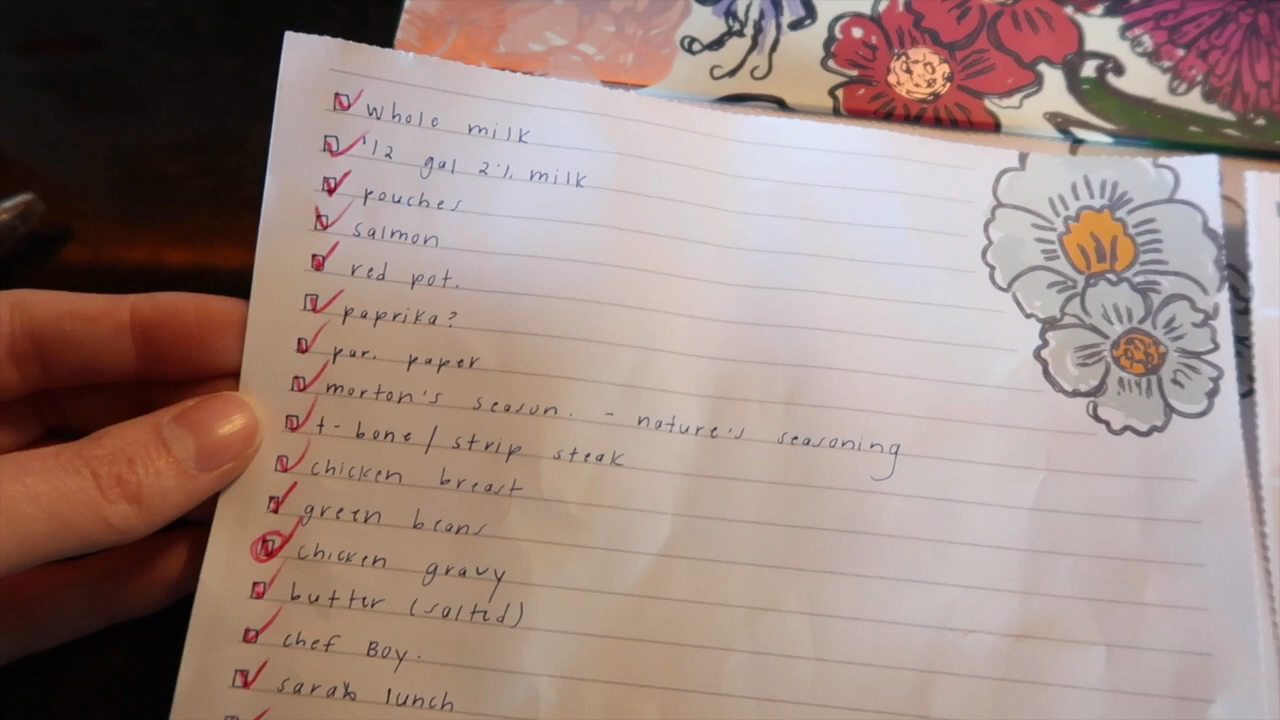 whole milk
1/2 gal 2% milk
pouches
salmon
red pot.
paprika?
par. paper
morton's season. - nature's seasoning
t-bone / strip steak
chicken breast
green beans
chicken gravy
butter (salted)
chef Boy.
sarah lunch